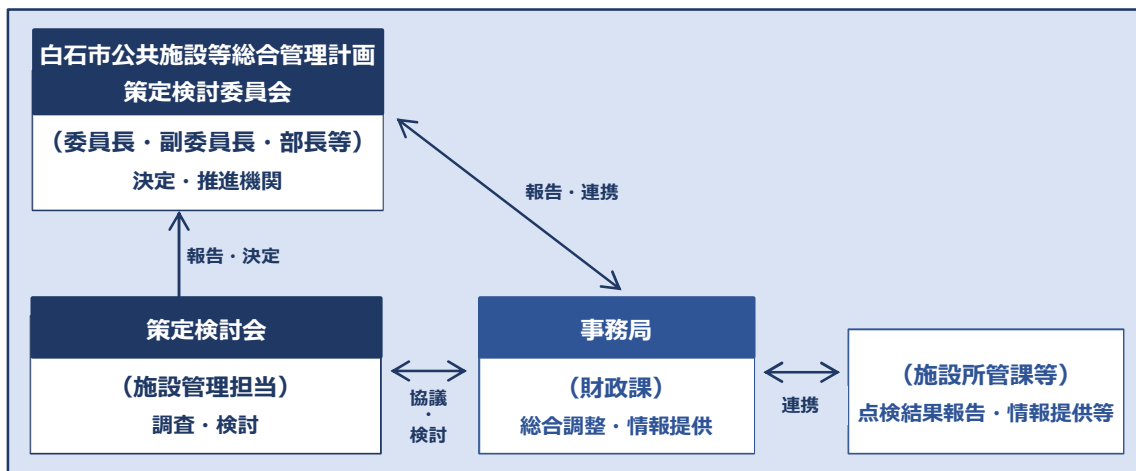 白石市公共施設等総合管理計画
策定検討委員会
（委員長・副委員長・部長等）
決定・推進機関
報告・連携
報告・決定
策定検討会
（施設管理担当）
調査・検討
協議
・
検討
事務局
（財政課）
総合調整・情報提供
連携
（施設所管課等）
点検結果報告・情報提供等